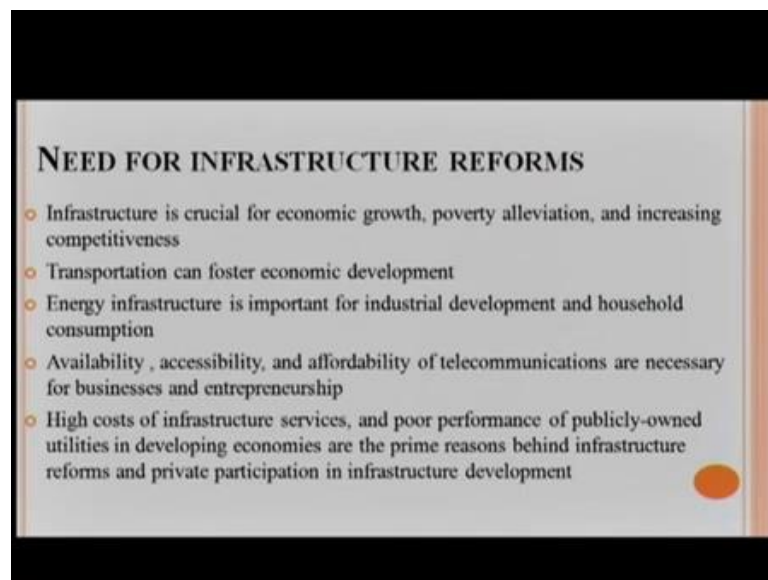 NEED FOR INFRASTRUCTURE REFORMS
Infrastructure is crucial for economic growth, poverty alleviation, and increasing
competitiveness
Transportation can foster economic development
Energy infrastructure is important for industrial development and household
consumption
Availability , accessibility, and affordability of telecommunications are necessary
for businesses and entrepreneurship
High costs of infrastructure services, and poor performance of publicly-owned
utilities in developing economies are the prime reasons behind infrastructure
reforms and private participation in infrastructure development